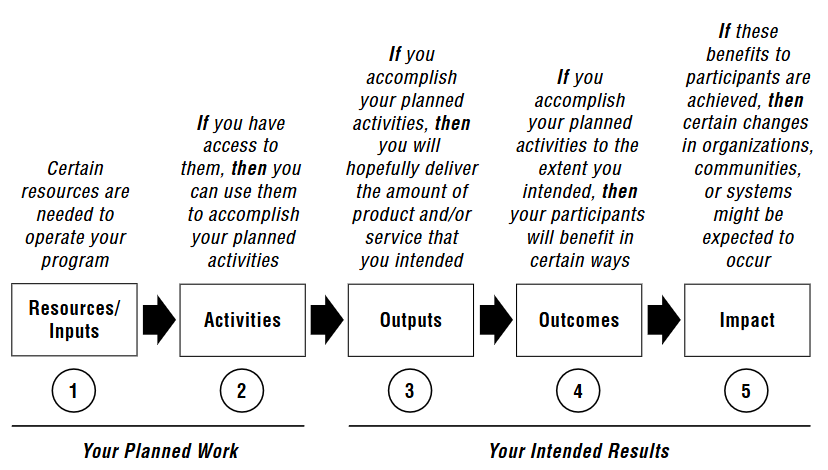 Certain
resources are
needed to
operate your
program
If you have
access to
them, then you
can use them
to accomplish
your planned
activities
If you
accomplish
your planned
activities, then
you will
hopefully deliver
the amount of
product and/or
service that
you intended
If you
accomplish
your planned
activities to the
extent you
intended, then
your participants
will benefit in
certain ways
If these
benefits to
participants are
achieved, then
certain changes
in organizations,
communities,
or systems
might be
expected to
occur
Resources/
Inputs
Activities
Outputs
Outcomes
Impact
1
2
3
4
5
Your Planned Work
Your Intended Results